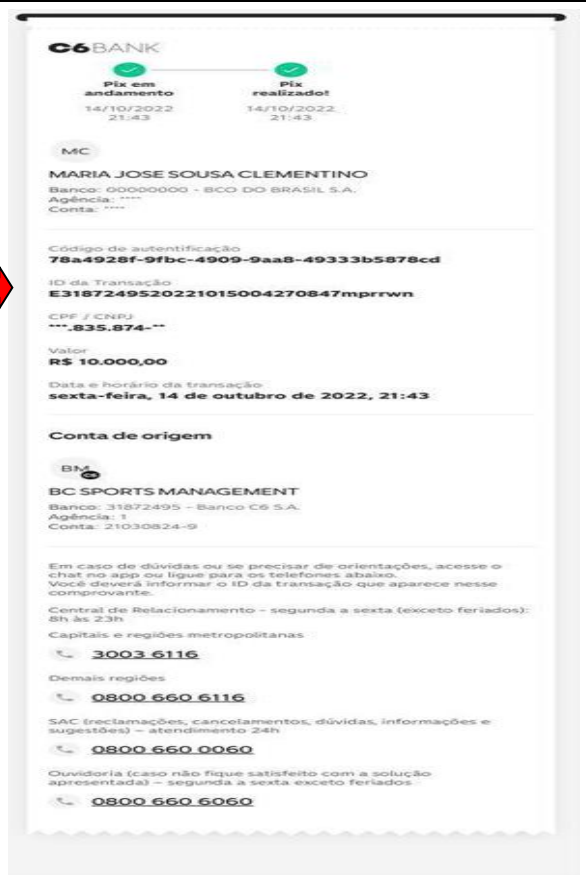 C6BANK
Pix em andamento
14/10/2022
21:43
Pix realizado!
14/10/2022
21:43
MC
MARIA JOSE SOUSA CLEMENTINO
Banco: 00000000 - BCO DO BRASIL S.A.
Agência: ****
Conta: ****
Código de autentificação
78a4928f-9fbc-4909-9aa8-49333b5878cd
ID da Transação
E31872495202210150042​70847mprrwn
CPF / CNPJ
***.835.874-**
Valor
R$ 10.000,00
Data e horário da transação
sexta-feira, 14 de outubro de 2022, 21:43
Conta de origem
BM
C6
BC SPORTS MANAGEMENT
Banco: 31872495 - Banco C6 S.A.
Agência: 1
Conta: 21030824-9
Em caso de dúvidas ou se precisar de orientações, acesse o
chat no app ou ligue para os telefones abaixo.
Você deverá informar o ID da transação que aparece nesse
comprovante.
Central de Relacionamento - segunda a sexta (exceto feriados):
8h às 23h
Capitais e regiões metropolitanas
3003 6116
Demais regiões
0800 660 6116
SAC (reclamações, cancelamentos, dúvidas, informações e
sugestões) - atendimento 24h
0800 660 0060
Ouvidoria (caso não fique satisfeito com a solução
apresentada) - segunda a sexta exceto feriados
0800 660 6060